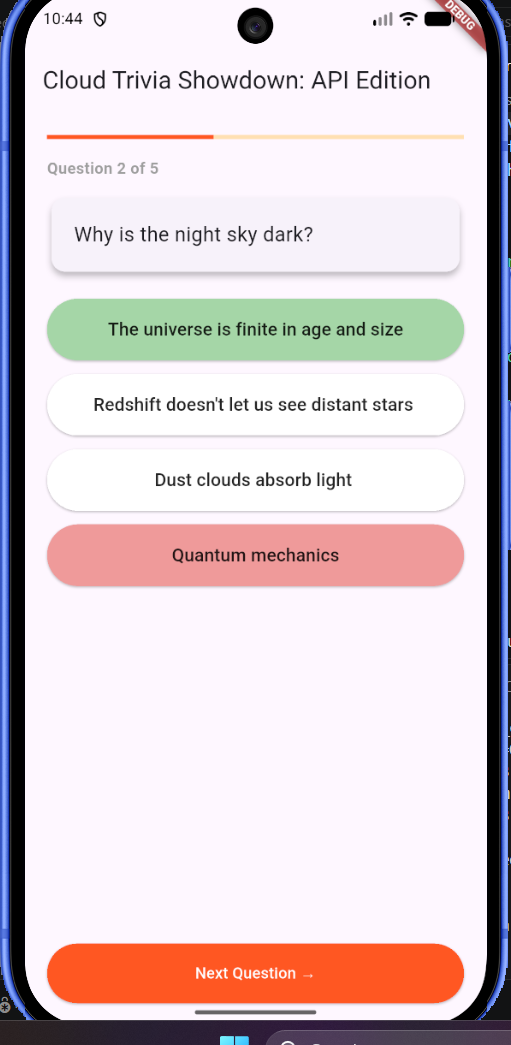 10:44
DEBUG
Cloud Trivia Showdown: API Edition
Question 2 of 5
Why is the night sky dark?
The universe is finite in age and size
Redshift doesn't let us see distant stars
Dust clouds absorb light
Quantum mechanics
Next Question →